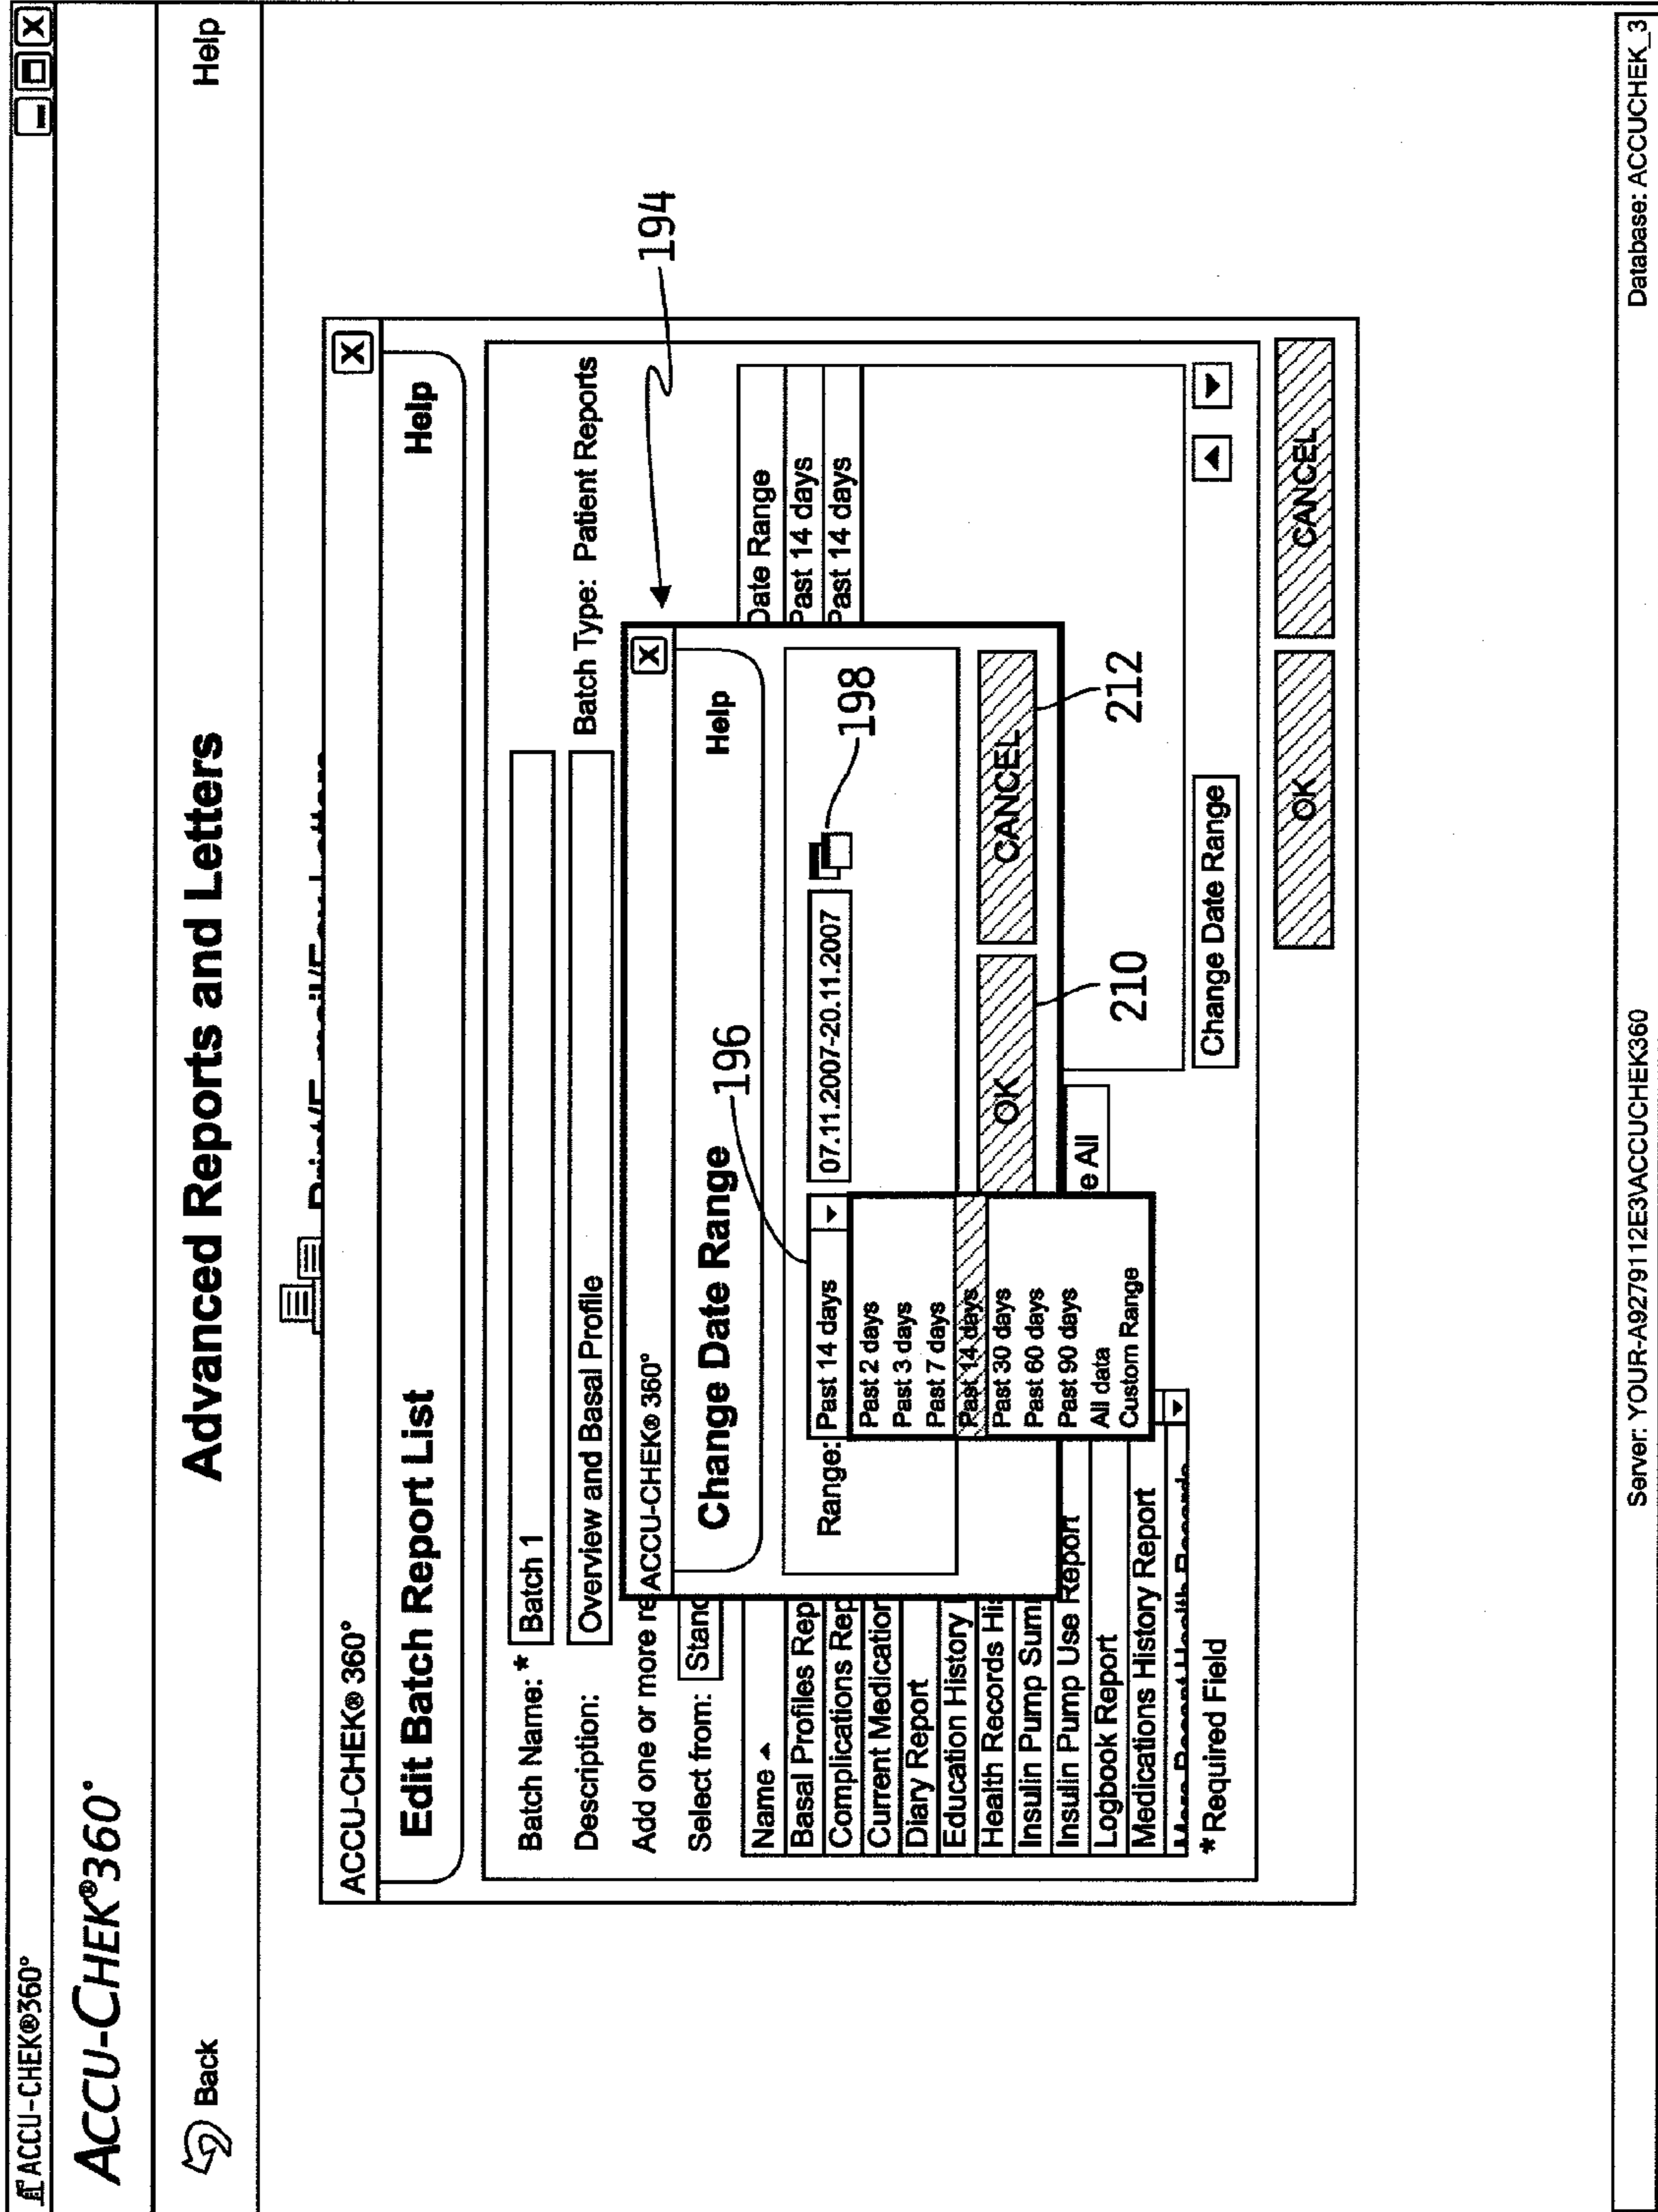 ACCU-CHEK®360°
ACCU-CHEK®360°
Back
Advanced Reports and Letters
Help
ACCU-CHEK® 360°
Edit Batch Report List
Help
Batch Name: * Batch 1
Description: Overview and Basal Profile
Batch Type: Patient Reports
194
Add one or more re
Select from: Stand
ACCU-CHEK® 360°
Change Date Range
Help
196
Range: Past 14 days
07.11.2007-20.11.2007
198
Past 2 days
Past 3 days
Past 7 days
Past 14 days
Past 30 days
Past 60 days
Past 90 days
All data
Custom Range
OK
CANCEL
210
212
Name
Basal Profiles Rep
Complications Rep
Current Medication
Diary Report
Education History
Health Records His
Insulin Pump Sum
Insulin Pump Use Report
Logbook Report
Medications History Report
Date Range
Past 14 days
Past 14 days
e All
*Required Field
Change Date Range
OK
CANCEL
Server: YOUR-A9279112E3\ACCUCHEK360
Database: ACCUCHEK_3